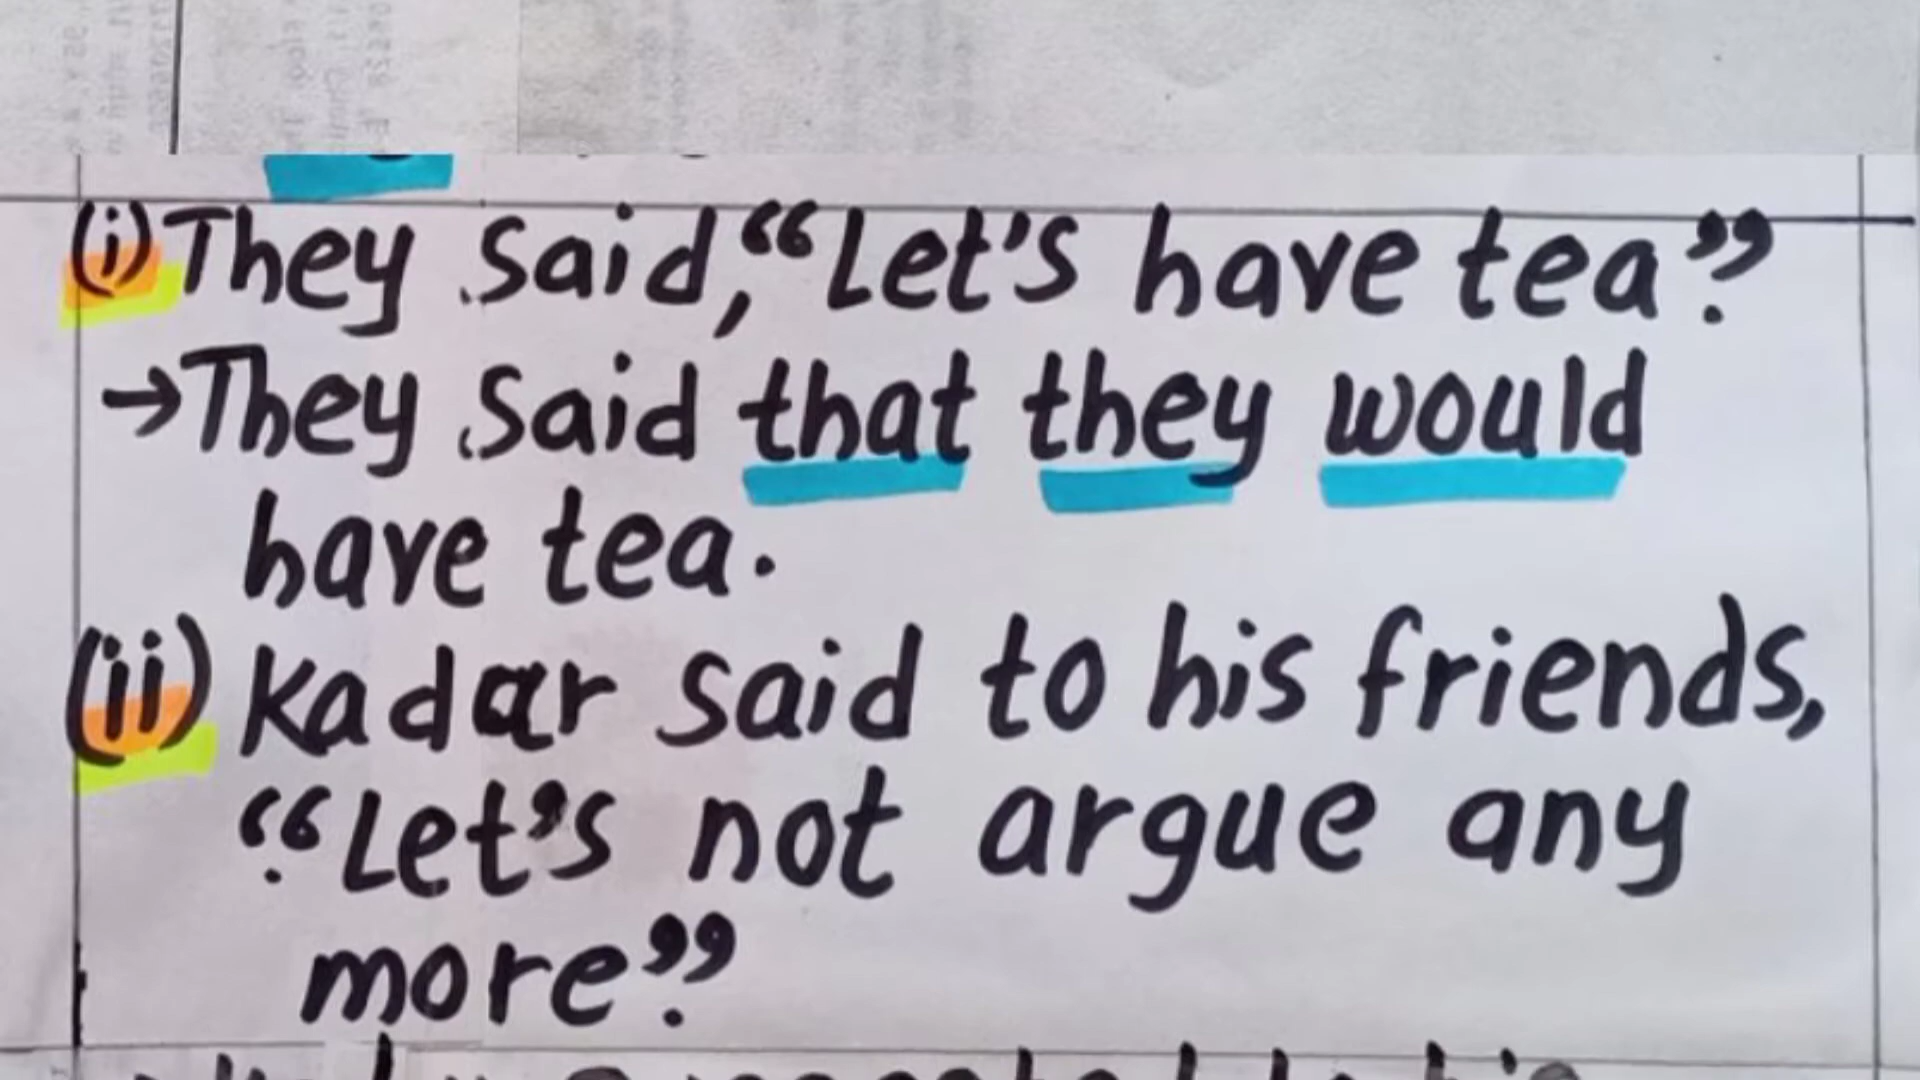 (i) They said, “Let's have tea”.
→They said that they would
have tea.
(ii) Kadar said to his friends,
“Let's not argue any
more”.